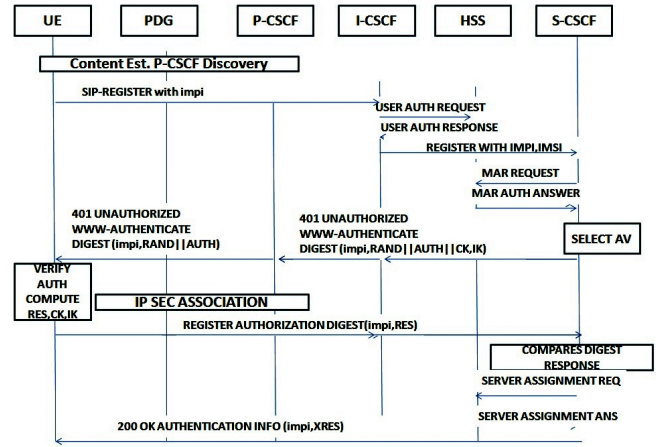 UE PDG P-CSCF I-CSCF HSS S-CSCF
Content Est. P-CSCF Discovery
SIP-REGISTER with impi
USER AUTH REQUEST
USER AUTH RESPONSE
REGISTER WITH IMPI,IMSI
MAR REQUEST
MAR AUTH ANSWER
401 UNAUTHORIZED
WWW-AUTHENTICATE
DIGEST (impi,RAND||AUTH)
401 UNAUTHORIZED
WWW-AUTHENTICATE
DIGEST (impi,RAND||AUTH||CK,IK)
SELECT AV
VERIFY
AUTH
COMPUTE
RES,CK,IK
IP SEC ASSOCIATION
REGISTER AUTHORIZATION DIGEST(impi,RES)
COMPARES DIGEST
RESPONSE
SERVER ASSIGNMENT REQ
SERVER ASSIGNMENT ANS
200 OK AUTHENTICATION INFO (impi,XRES)